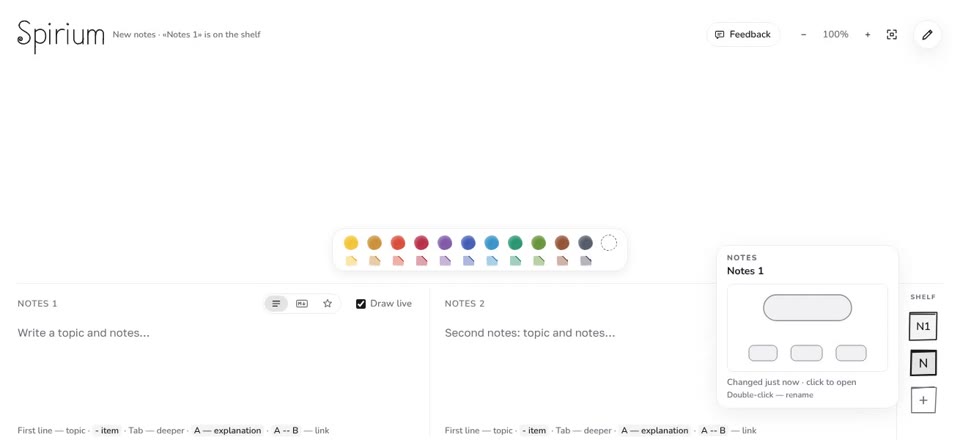 Spirium New notes · «Notes 1» is on the shelf
Feedback − 100% +
NOTES
Notes 1
Changed just now · click to open
Double-click — rename
NOTES 1 Draw live
Write a topic and notes...
First line — topic · - item · Tab — deeper · A — explanation · A -- B — link
NOTES 2
Second notes: topic and notes...
First line — topic · - item · Tab — deeper · A — explanation · A -- B — link
SHELF
N1
N
+